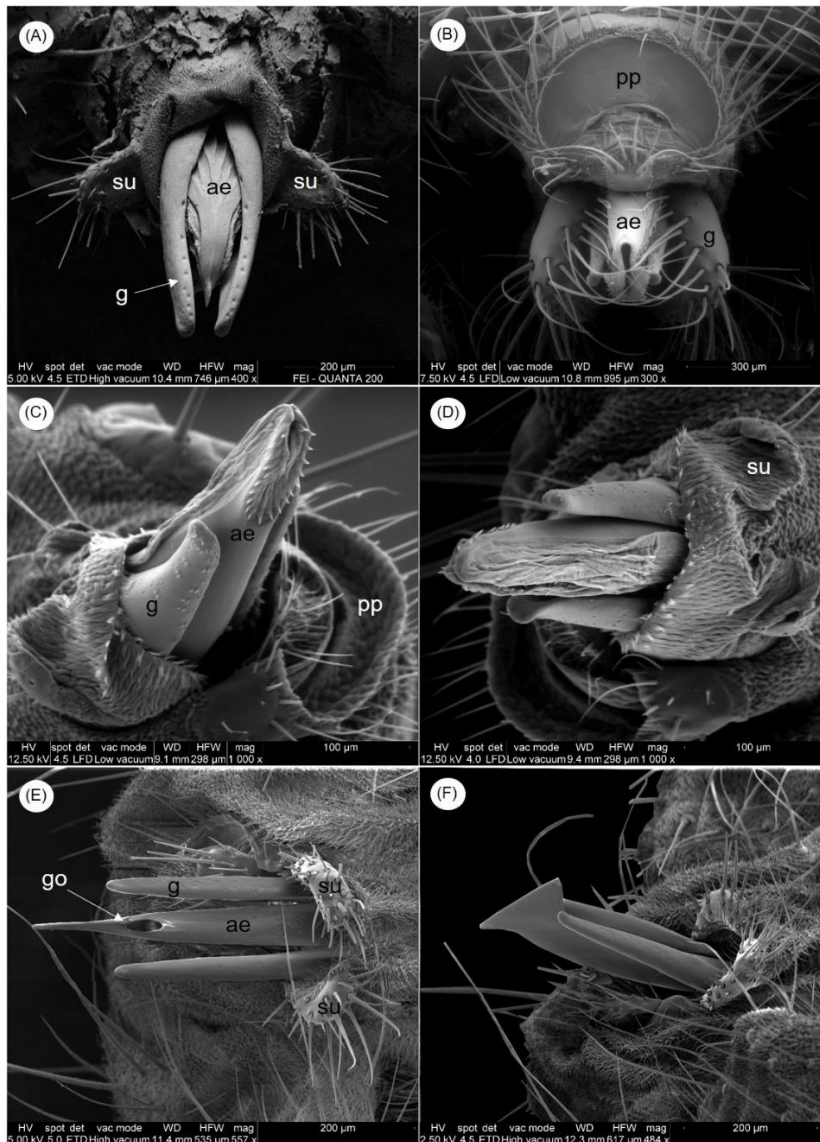 (A)
su
ae
su
g
HV spot det vac mode WD HFW mag 200 µm
5.00 kV 4.5 ETD High vacuum 10.4 mm 746 µm 400 x FEI - QUANTA 200
(B)
pp
ae
g
HV spot det vac mode WD HFW mag 300 µm
7.50 kV 4.5 LFD Low vacuum 10.8 mm 995 µm 300 x
(C)
ae
g
pp
HV spot det vac mode WD HFW mag 100 µm
12.50 kV 4.5 LFD Low vacuum 9.1 mm 298 µm 1 000 x
(D)
su
HV spot det vac mode WD HFW mag 100 µm
12.50 kV 4.0 LFD Low vacuum 9.4 mm 298 µm 1 000 x
(E)
go
g
su
ae
su
HV spot det vac mode WD HFW mag 200 µm
5.00 kV 5.0 ETD High vacuum 11.4 mm 535 µm 557 x
(F)
HV spot det vac mode WD HFW mag 200 µm
2.50 kV 4.5 ETD High vacuum 12.3 mm 617 µm 484 x